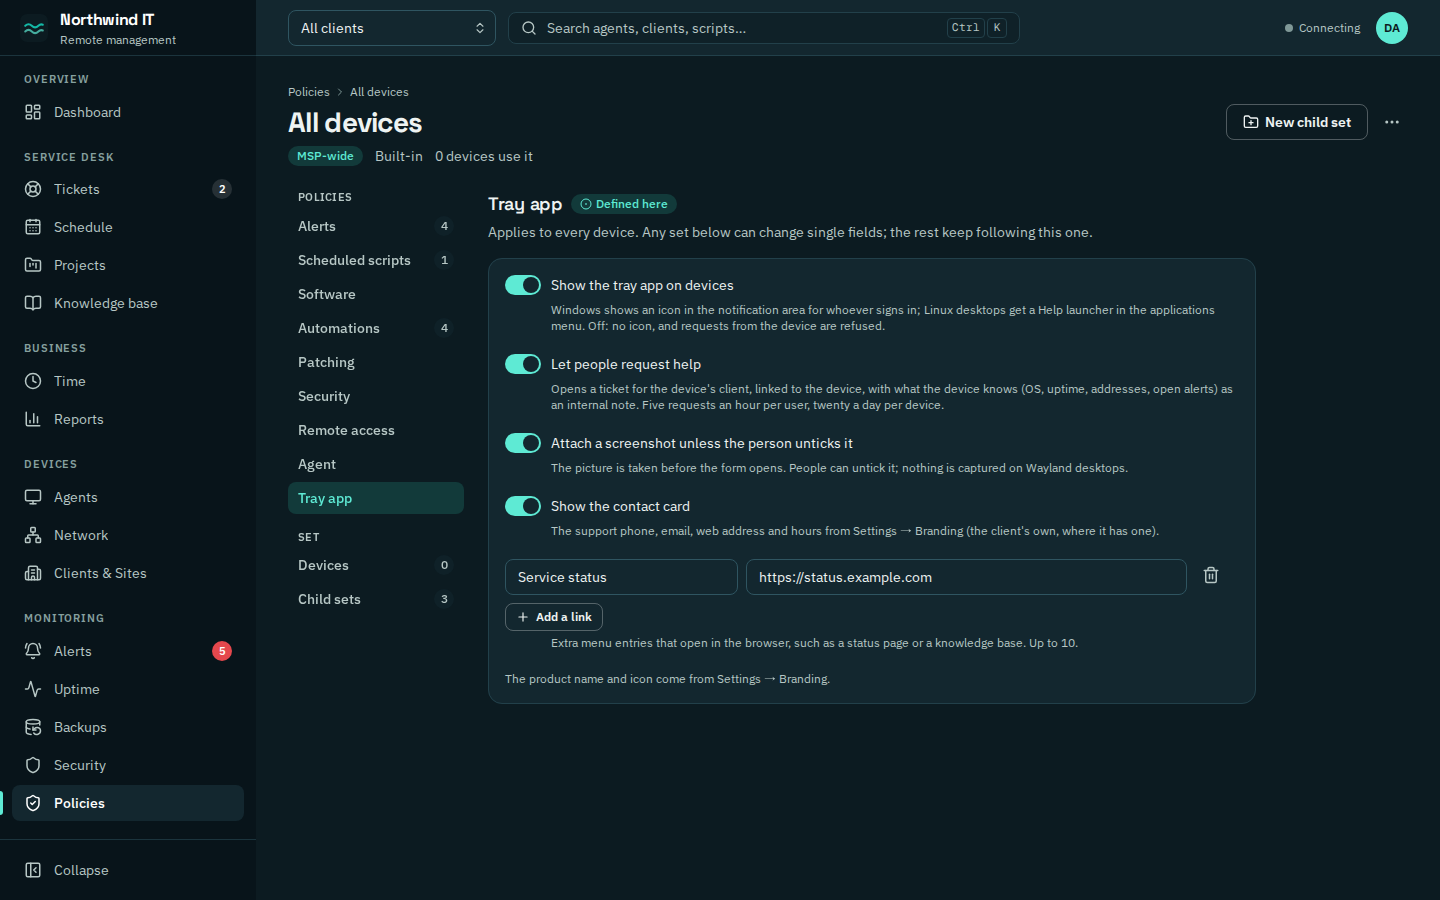 Northwind IT
Remote management
All clients
Search agents, clients, scripts...
Ctrl K
Connecting
DA
OVERVIEW
Dashboard
SERVICE DESK
Tickets 2
Schedule
Projects
Knowledge base
BUSINESS
Time
Reports
DEVICES
Agents
Network
Clients & Sites
MONITORING
Alerts 5
Uptime
Backups
Security
Policies
Collapse
Policies > All devices
All devices
New child set
MSP-wide Built-in 0 devices use it
POLICIES
Alerts 4
Scheduled scripts 1
Software
Automations 4
Patching
Security
Remote access
Agent
Tray app
SET
Devices 0
Child sets 3
Tray app Defined here
Applies to every device. Any set below can change single fields; the rest keep following this one.
Show the tray app on devices
Windows shows an icon in the notification area for whoever signs in; Linux desktops get a Help launcher in the applications
menu. Off: no icon, and requests from the device are refused.
Let people request help
Opens a ticket for the device's client, linked to the device, with what the device knows (OS, uptime, addresses, open alerts) as
an internal note. Five requests an hour per user, twenty a day per device.
Attach a screenshot unless the person unticks it
The picture is taken before the form opens. People can untick it; nothing is captured on Wayland desktops.
Show the contact card
The support phone, email, web address and hours from Settings → Branding (the client's own, where it has one).
Service status https://status.example.com
Add a link
Extra menu entries that open in the browser, such as a status page or a knowledge base. Up to 10.
The product name and icon come from Settings → Branding.